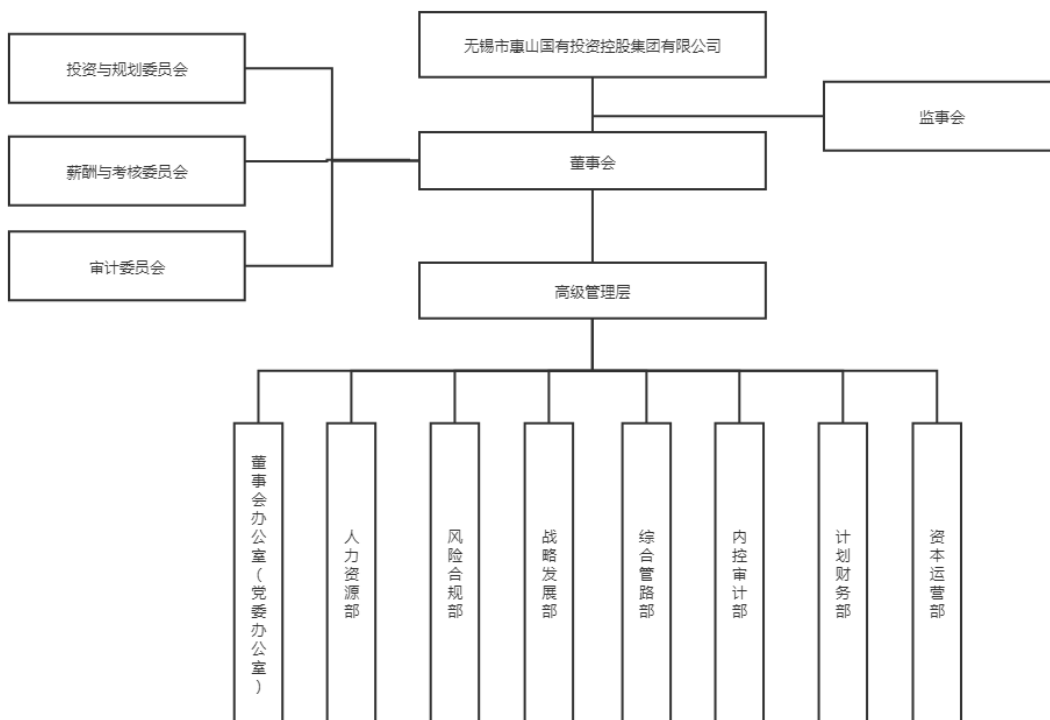 无锡市惠山国有投资控股集团有限公司
投资与规划委员会
监事会
董事会
薪酬与考核委员会
审计委员会
高级管理层
董事会办公室(党委办公室)
人力资源部
风险合规部
战略发展部
综合管路部
内控审计部
计划财务部
资本运营部